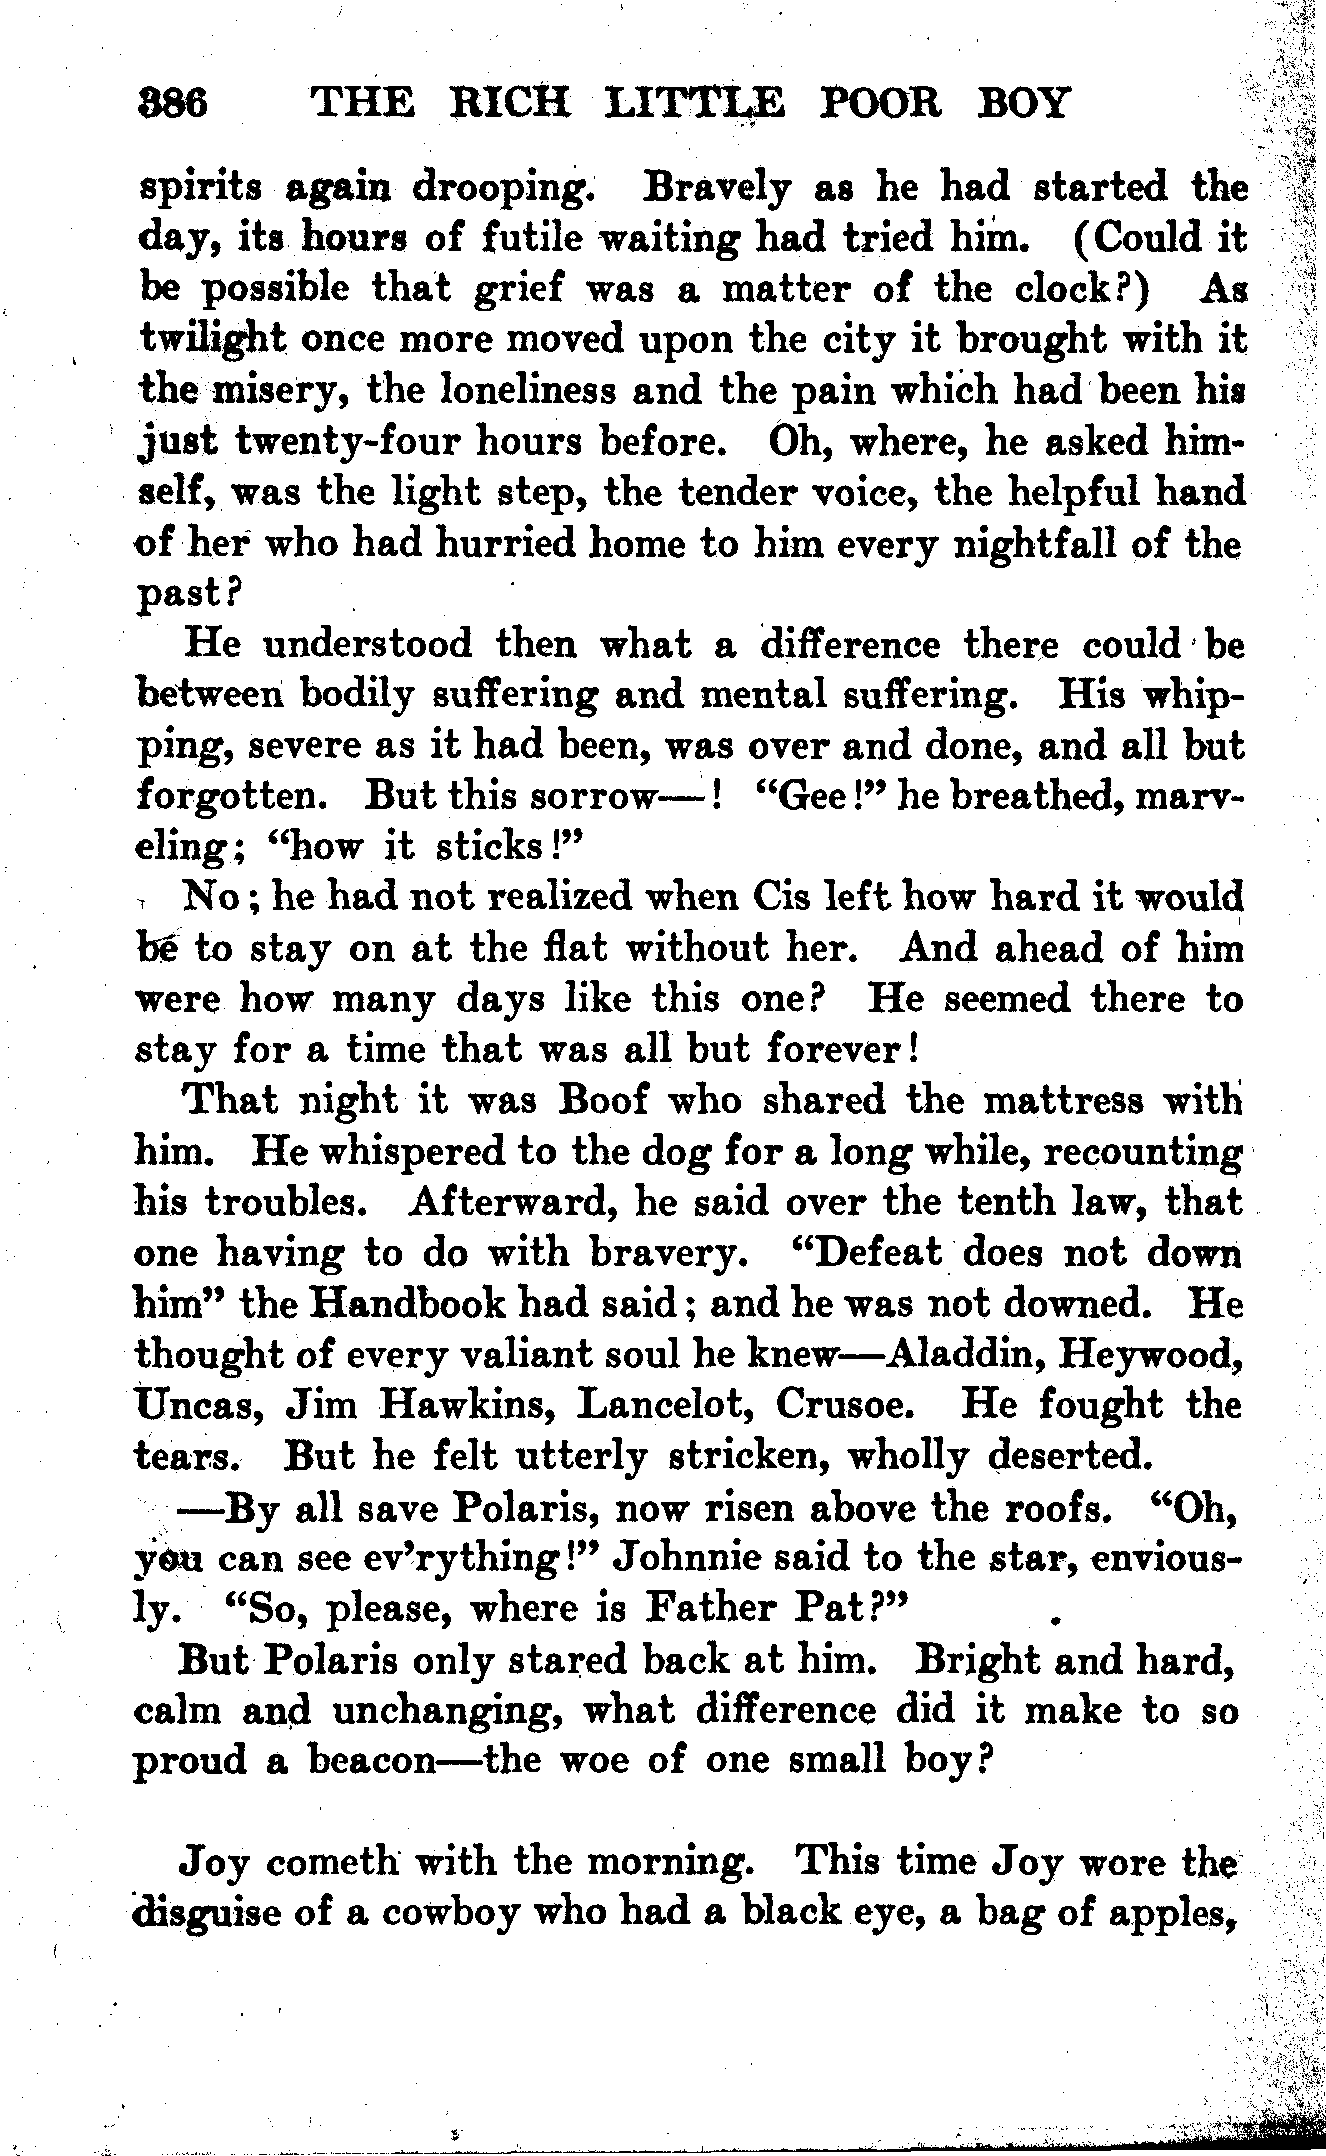 386 THE RICH LITTLE POOR BOY
spirits again drooping. Bravely as he had started the
day, its hours of futile waiting had tried him. (Could it
be possible that grief was a matter of the clock?) As
twilight once more moved upon the city it brought with it
the misery, the loneliness and the pain which had been his
just twenty-four hours before. Oh, where, he asked him-
self, was the light step, the tender voice, the helpful hand
of her who had hurried home to him every nightfall of the
past?
He understood then what a difference there could be
between bodily suffering and mental suffering. His whip-
ping, severe as it had been, was over and done, and all but
forgotten. But this sorrow—! “Gee!” he breathed, marv-
eling; “how it sticks!”
No; he had not realized when Cis left how hard it would
be to stay on at the flat without her. And ahead of him
were how many days like this one? He seemed there to
stay for a time that was all but forever!
That night it was Boof who shared the mattress with
him. He whispered to the dog for a long while, recounting
his troubles. Afterward, he said over the tenth law, that
one having to do with bravery. “Defeat does not down
him” the Handbook had said; and he was not downed. He
thought of every valiant soul he knew—Aladdin, Heywood,
Uncas, Jim Hawkins, Lancelot, Crusoe. He fought the
tears. But he felt utterly stricken, wholly deserted.
—By all save Polaris, now risen above the roofs. “Oh,
you can see ev’rything!” Johnnie said to the star, envious-
ly. “So, please, where is Father Pat?”
But Polaris only stared back at him. Bright and hard,
calm and unchanging, what difference did it make to so
proud a beacon—the woe of one small boy?
Joy cometh with the morning. This time Joy wore the
disguise of a cowboy who had a black eye, a bag of apples,